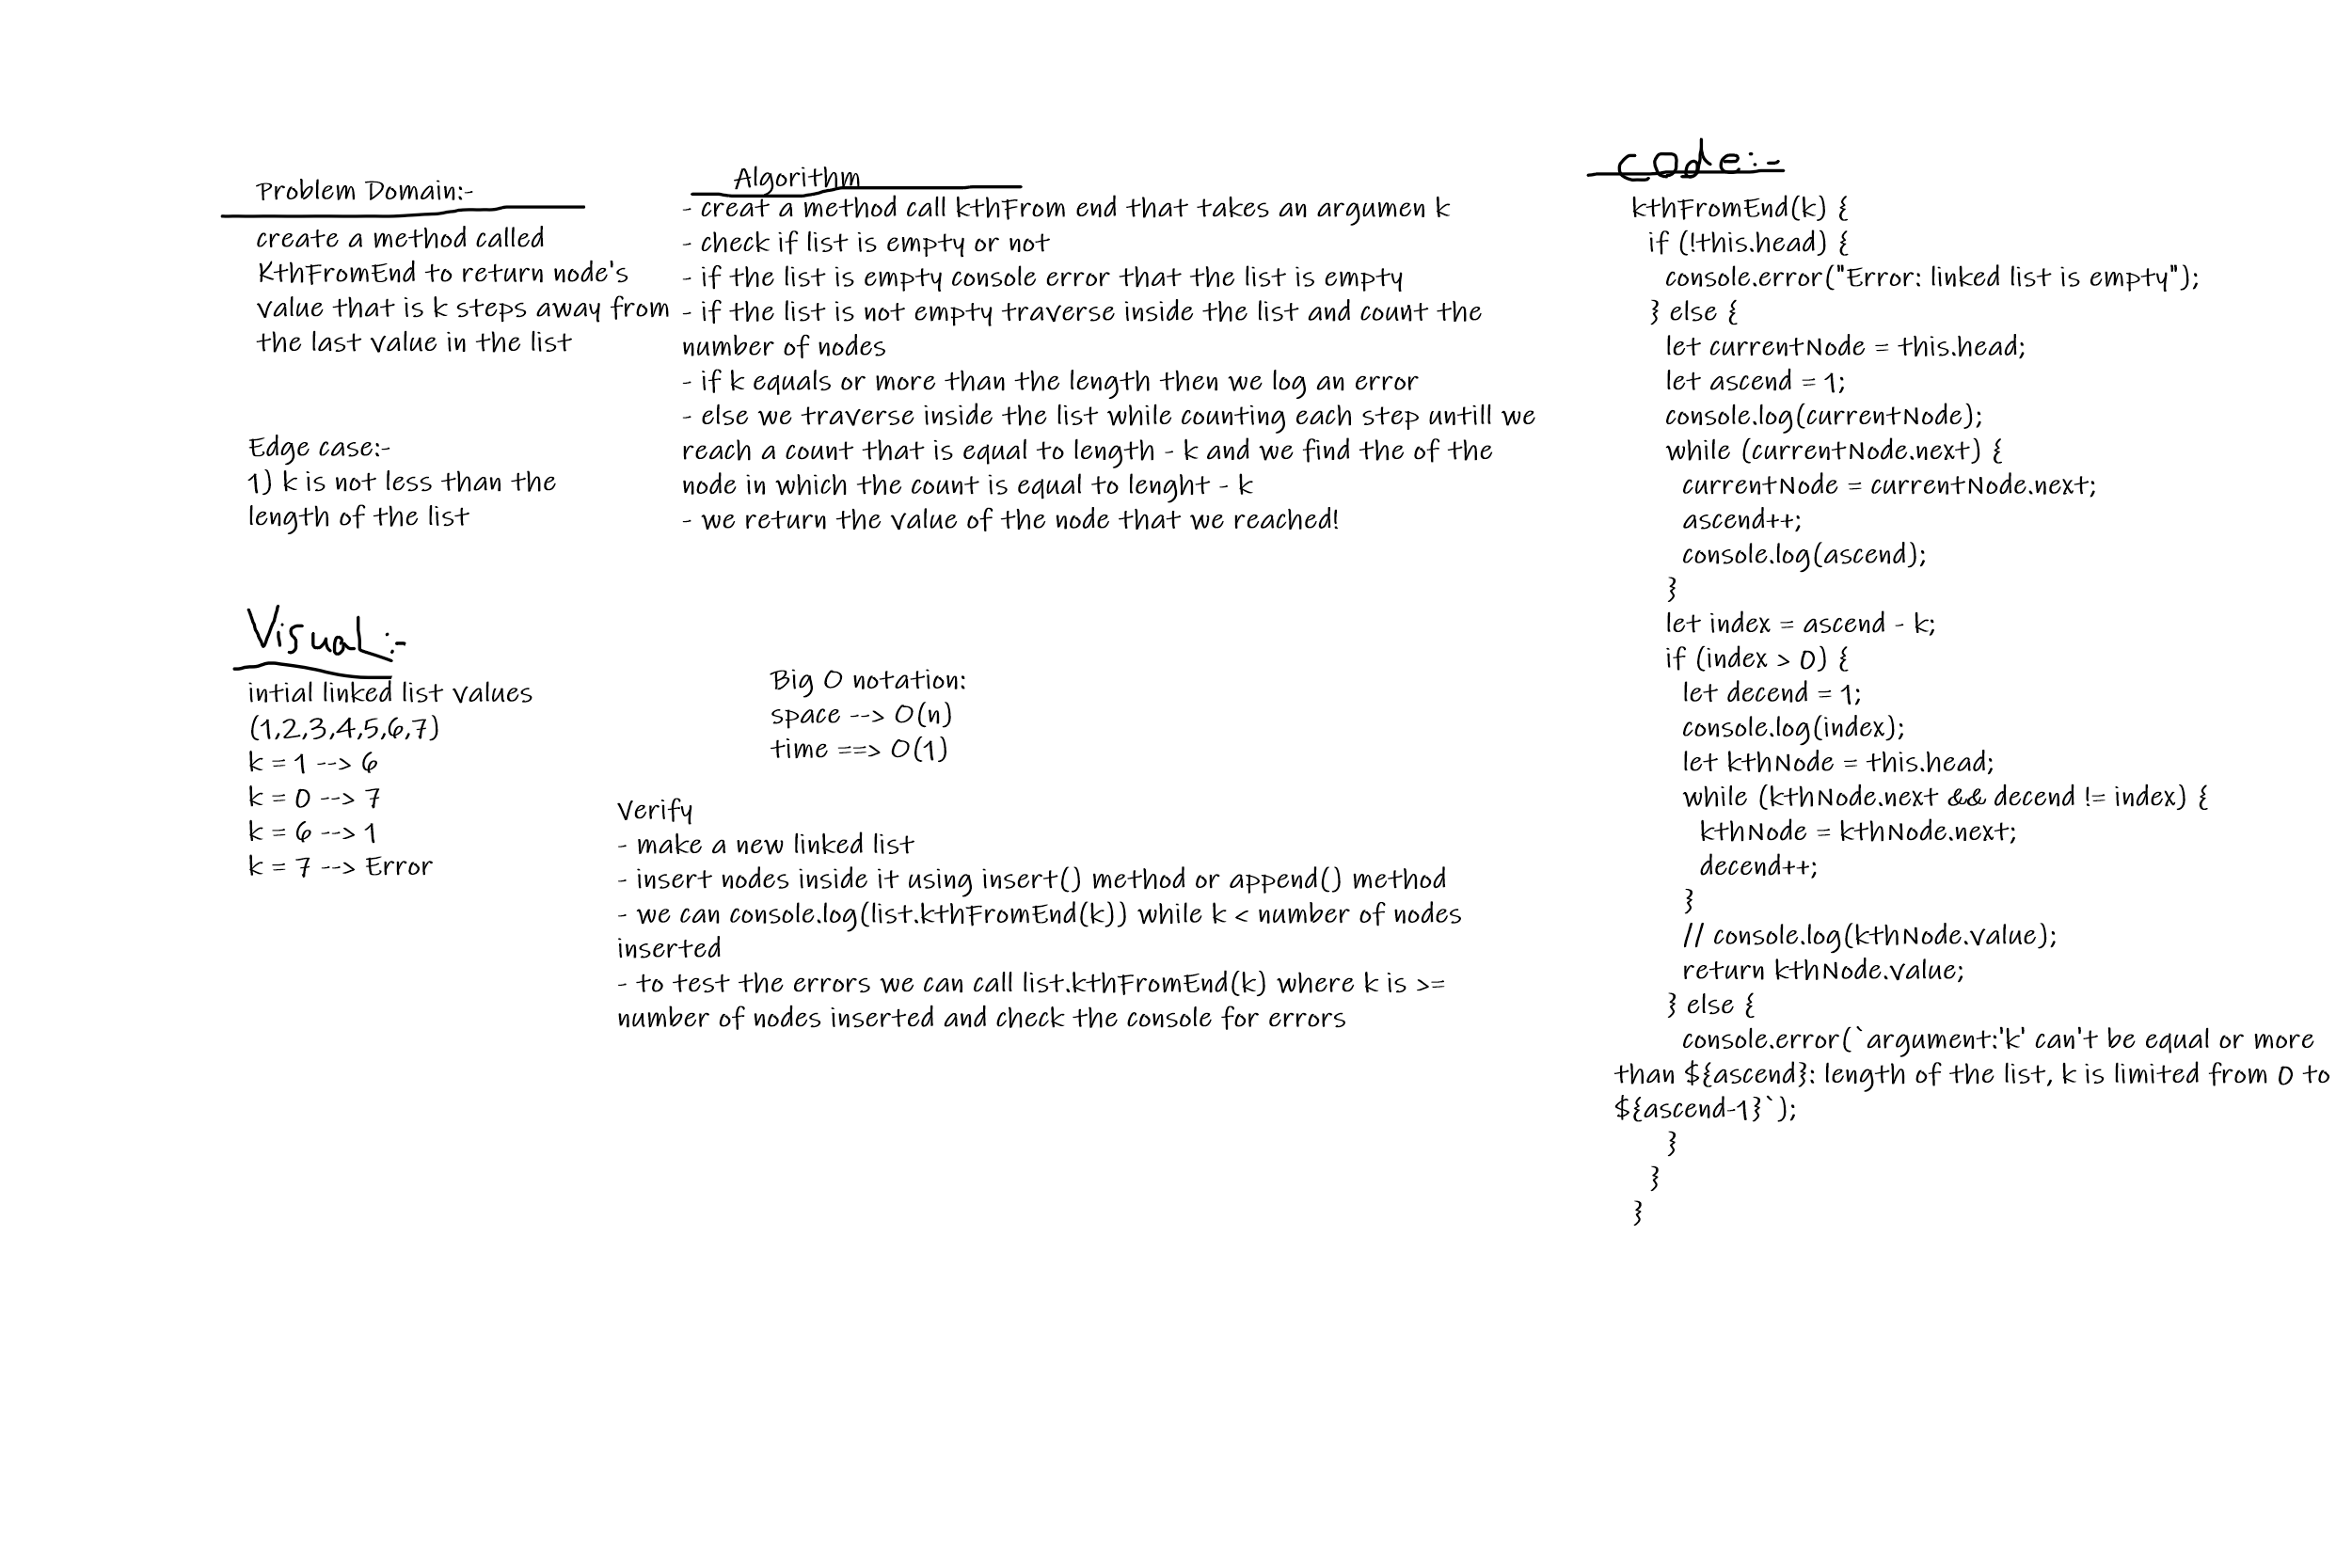 Problem Domain:-
create a method called
KthFromEnd to return node's
value that is k steps away from
the last value in the list
Edge case:-
1) k is not less than the
length of the list
Visual:-
intial linked list values
(1,2,3,4,5,6,7)
k = 1 --> 6
k = 0 --> 7
k = 6 --> 1
k = 7 --> Error
Algorithm
- creat a method call kthFrom end that takes an argumen k
- check if list is empty or not
- if the list is empty console error that the list is empty
- if the list is not empty traverse inside the list and count the
number of nodes
- if k equals or more than the length then we log an error
- else we traverse inside the list while counting each step untill we
reach a count that is equal to length - k and we find the of the
node in which the count is equal to lenght - k
- we return the value of the node that we reached!
Big O notation:
space --> O(n)
time ==> O(1)
Verify
- make a new linked list
- insert nodes inside it using insert() method or append() method
- we can console.log(list.kthFromEnd(k)) while k < number of nodes
inserted
- to test the errors we can call list.kthFromEnd(k) where k is >=
number of nodes inserted and check the console for errors
code:-
kthFromEnd(k) {
if (!this.head) {
console.error("Error: linked list is empty");
} else {
let currentNode = this.head;
let ascend = 1;
console.log(currentNode);
while (currentNode.next) {
currentNode = currentNode.next;
ascend++;
console.log(ascend);
}
let index = ascend - k;
if (index > 0) {
let decend = 1;
console.log(index);
let kthNode = this.head;
while (kthNode.next && decend != index) {
kthNode = kthNode.next;
decend++;
}
// console.log(kthNode.value);
return kthNode.value;
} else {
console.error(`argument:'k' can't be equal or more
than ${ascend}: length of the list, k is limited from 0 to
${ascend-1}`);
}
}
}